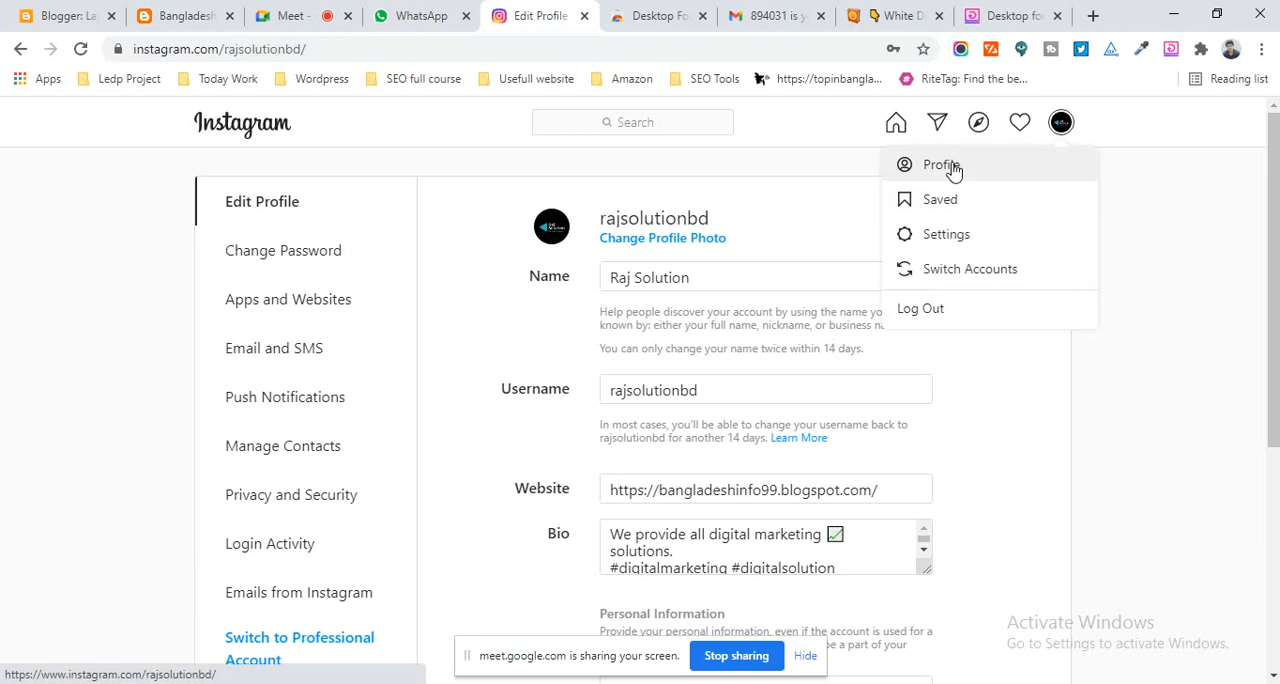 Blogger: La
Bangladesh
Meet -
WhatsApp
Edit Profile
Desktop Fo
894031 is y
White D
Desktop for
instagram.com/rajsolutionbd/
Apps
Ledp Project
Today Work
Wordpress
SEO full course
Usefull website
Amazon
SEO Tools
https://topinbangla...
RiteTag: Find the be...
Reading list
Instagram
Search
Profile
Saved
Settings
Switch Accounts
Log Out
Edit Profile
Change Password
Apps and Websites
Email and SMS
Push Notifications
Manage Contacts
Privacy and Security
Login Activity
Emails from Instagram
Switch to Professional
Account
rajsolutionbd
Change Profile Photo
Name
Raj Solution
Help people discover your account by using the name yo
known by: either your full name, nickname, or business n
You can only change your name twice within 14 days.
Username
rajsolutionbd
In most cases, you'll be able to change your username back to
rajsolutionbd for another 14 days. Learn More
Website
https://bangladeshinfo99.blogspot.com/
Bio
We provide all digital marketing ✅
solutions.
#digitalmarketing #digitalsolution
Personal Information
Provide your personal information, even if the account is used for a
be a part of your
meet.google.com is sharing your screen.
Stop sharing
Hide
Activate Windows
Go to Settings to activate Windows.
https://www.instagram.com/rajsolutionbd/